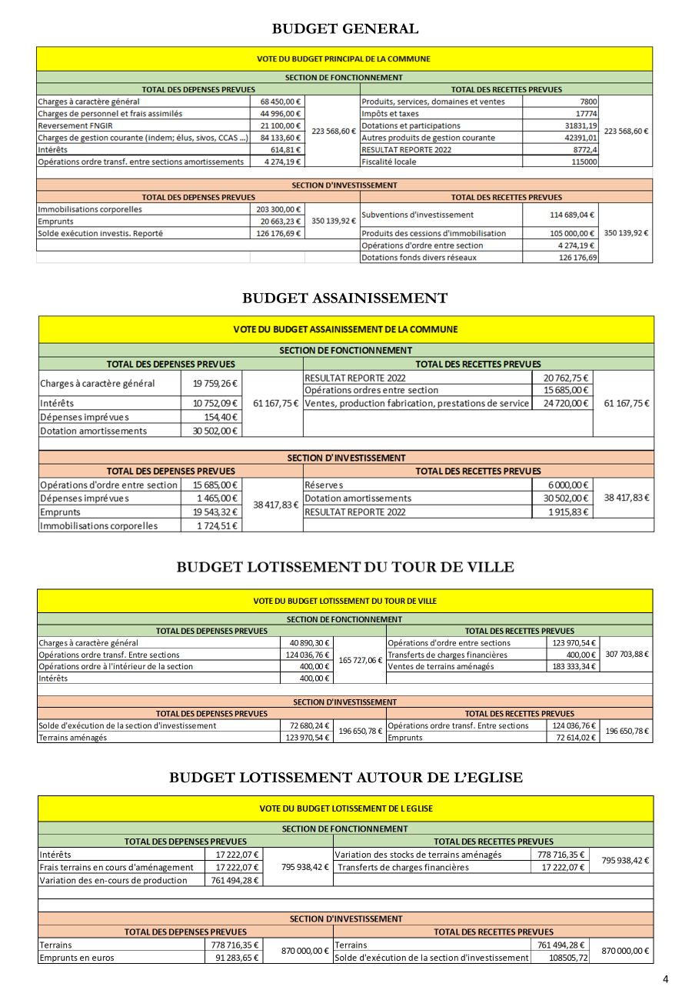 BUDGET GENERAL
VOTE DU BUDGET PRINCIPAL DE LA COMMUNE
SECTION DE FONCTIONNEMENT
TOTAL DES DEPENSES PREVUES TOTAL DES RECETTES PREVUES
Charges à caractère général 68 450,00 € Produits, services, domaines et ventes 7800
Charges de personnel et frais assimilés 44 996,00 € Impôts et taxes 17774
Reversement FNGIR 21 100,00 € 223 568,60 € Dotations et participations 31831,19 223 568,60 €
Charges de gestion courante (indem; élus, sivos, CCAS ...) 84 133,60 € Autres produits de gestion courante 42391,01
Intérêts 614,81 € RESULTAT REPORTE 2022 8772,4
Opérations ordre transf. entre sections amortissements 4 274,19 € Fiscalité locale 115000
SECTION D'INVESTISSEMENT
TOTAL DES DEPENSES PREVUES TOTAL DES RECETTES PREVUES
Immobilisations corporelles 203 300,00 € Subventions d'investissement 114 689,04 €
Emprunts 20 663,23 € 350 139,92 €
Solde exécution investis. Reporté 126 176,69 € Produits des cessions d'immobilisation 105 000,00 € 350 139,92 €
Opérations d'ordre entre section 4 274,19 €
Dotations fonds divers réseaux 126 176,69
BUDGET ASSAINISSEMENT
VOTE DU BUDGET ASSAINISSEMENT DE LA COMMUNE
SECTION DE FONCTIONNEMENT
TOTAL DES DEPENSES PREVUES TOTAL DES RECETTES PREVUES
Charges à caractère général 19 759,26 € RESULTAT REPORTE 2022 20 762,75 €
Opérations ordres entre section 15 685,00 €
Intérêts 10 752,09 € 61 167,75 € Ventes, production fabrication, prestations de service 24 720,00 € 61 167,75 €
Dépenses imprévues 154,40 €
Dotation amortissements 30 502,00 €
SECTION D'INVESTISSEMENT
TOTAL DES DEPENSES PREVUES TOTAL DES RECETTES PREVUES
Opérations d'ordre entre section 15 685,00 € Réserves 6 000,00 €
Dépenses imprévues 1 465,00 € 38 417,83 € Dotation amortissements 30 502,00 € 38 417,83 €
Emprunts 19 543,32 € RESULTAT REPORTE 2022 1 915,83 €
Immobilisations corporelles 1 724,51 €
BUDGET LOTISSEMENT DU TOUR DE VILLE
VOTE DU BUDGET LOTISSEMENT DU TOUR DE VILLE
SECTION DE FONCTIONNEMENT
TOTAL DES DEPENSES PREVUES TOTAL DES RECETTES PREVUES
Charges à caractère général 40 890,30 € Opérations d'ordre entre sections 123 970,54 €
Opérations ordre transf. Entre sections 124 036,76 € 165 727,06 € Transferts de charges financières 400,00 € 307 703,88 €
Opérations ordre à l'intérieur de la section 400,00 € Ventes de terrains aménagés 183 333,34 €
Intérêts 400,00 €
SECTION D'INVESTISSEMENT
TOTAL DES DEPENSES PREVUES TOTAL DES RECETTES PREVUES
Solde d'exécution de la section d'investissement 72 680,24 € 196 650,78 € Opérations ordre transf. Entre sections 124 036,76 € 196 650,78 €
Terrains aménagés 123 970,54 € Emprunts 72 614,02 €
BUDGET LOTISSEMENT AUTOUR DE L'EGLISE
VOTE DU BUDGET LOTISSEMENT DE L EGLISE
SECTION DE FONCTIONNEMENT
TOTAL DES DEPENSES PREVUES TOTAL DES RECETTES PREVUES
Intérêts 17 222,07 € Variation des stocks de terrains aménagés 778 716,35 € 795 938,42 €
Frais terrains en cours d'aménagement 17 222,07 € 795 938,42 € Transferts de charges financières 17 222,07 €
Variation des en-cours de production 761 494,28 €
SECTION D'INVESTISSEMENT
TOTAL DES DEPENSES PREVUES TOTAL DES RECETTES PREVUES
Terrains 778 716,35 € 870 000,00 € Terrains 761 494,28 € 870 000,00 €
Emprunts en euros 91 283,65 € Solde d'exécution de la section d'investissement 108505,72
4